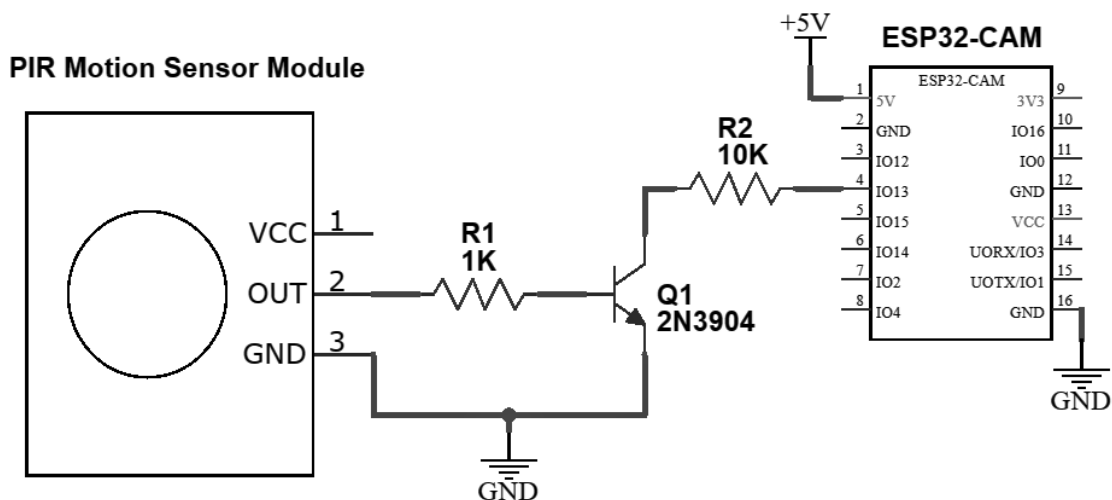 PIR Motion Sensor Module
VCC 1
OUT 2
GND 3
R1
1K
Q1
2N3904
GND
R2
10K
+5V
ESP32-CAM
ESP32-CAM
1 5V
2 GND
3 IO12
4 IO13
5 IO15
6 IO14
7 IO2
8 IO4
3V3 9
IO16 10
IO0 11
GND 12
VCC 13
UORX/IO3 14
UOTX/IO1 15
GND 16
GND